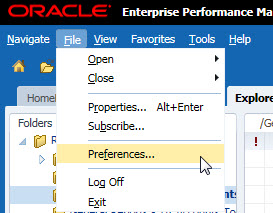 ORACLE Enterprise Performance Ma
Navigate File View Favorites Tools Help
Open
Close
Properties... Alt+Enter
Subscribe...
Preferences...
Log Off
Exit
Explore
Folders